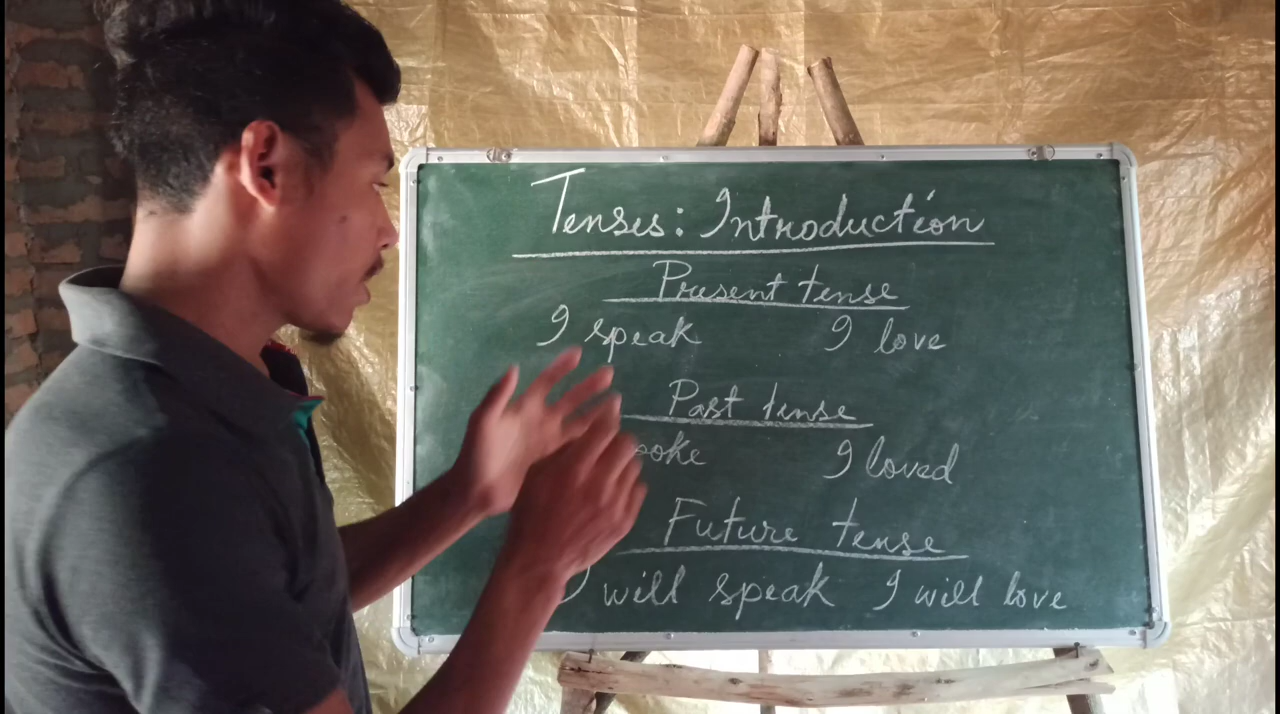 Tenses: Introduction
Present tense
I speak I love
Past tense
I loved
Future tense
I will speak I will love